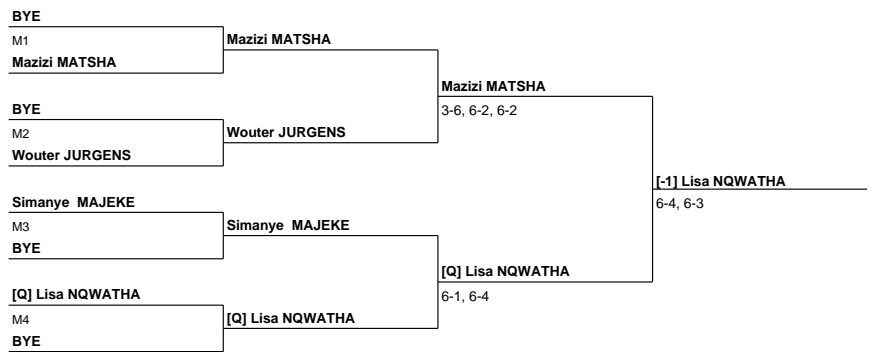 BYE
M1
Mazizi MATSHA
BYE
M2
Wouter JURGENS
Simanye  MAJEKE
M3
BYE
[Q] Lisa NQWATHA
M4
BYE
Mazizi MATSHA
Wouter JURGENS
Simanye  MAJEKE
[Q] Lisa NQWATHA
Mazizi MATSHA
3-6, 6-2, 6-2
[Q] Lisa NQWATHA
6-1, 6-4
[-1] Lisa NQWATHA
6-4, 6-3